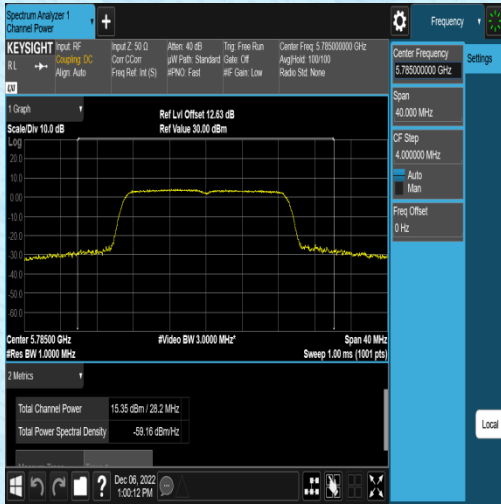 Spectrum Analyzer 1
Channel Power
Frequency
KEYSIGHT
RL
LW
Input: RF
Coupling: DC
Align: Auto
Input Z: 50 Ω
Corr CCorr
Freq Ref: Int (S)
Atten: 40 dB
µW Path: Standard
#PNO: Fast
Trig: Free Run
Gate: Off
#IF Gain: Low
Center Freq: 5.785000000 GHz
Avg|Hold: 100/100
Radio Std: None
Settings
Center Frequency
5.785000000 GHz
Span
40.000 MHz
CF Step
4.000000 MHz
Auto
Man
Freq Offset
0 Hz
Local
1 Graph
Scale/Div 10.0 dB
Ref Lvl Offset 12.63 dB
Ref Value 30.00 dBm
Log
20.0
10.0
0.00
-10.0
-20.0
-30.0
-40.0
-50.0
-60.0
Center 5.78500 GHz
#Video BW 3.0000 MHz*
Span 40 MHz
#Res BW 1.0000 MHz
Sweep 1.00 ms (1001 pts)
2 Metrics
Total Channel Power 15.35 dBm / 28.2 MHz
Total Power Spectral Density -59.16 dBm/Hz
?
Dec 06, 2022
1:00:12 PM